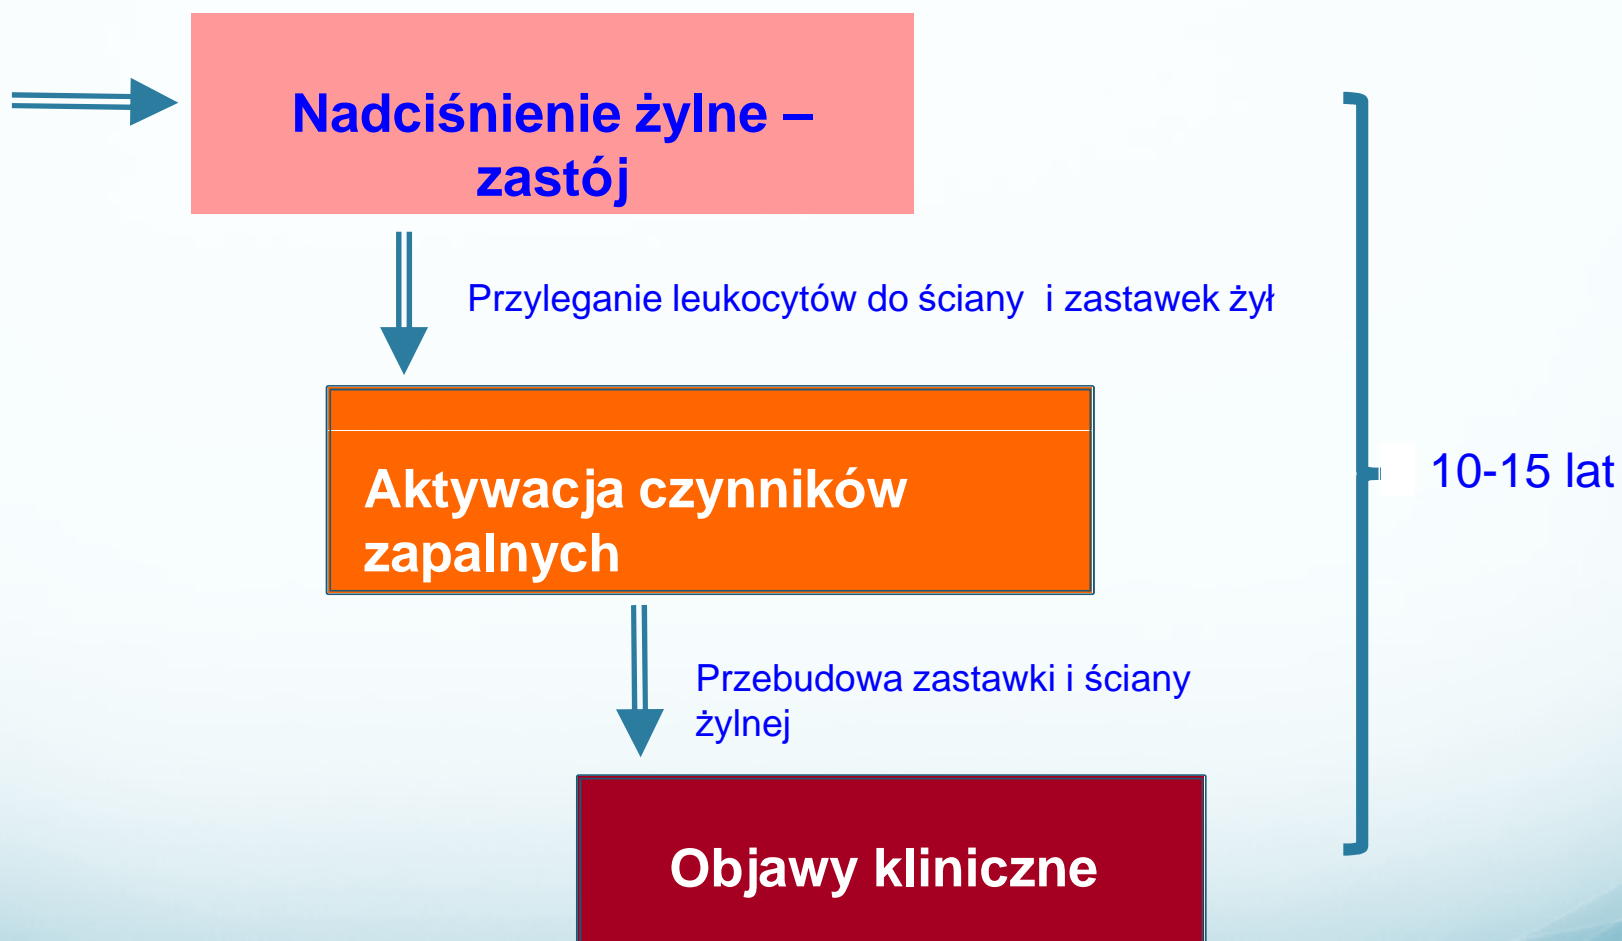 Nadciśnienie żylne –
zastój
Przyleganie leukocytów do ściany i zastawek żył
Aktywacja czynników
zapalnych
10-15 lat
Przebudowa zastawki i ściany
żylnej
Objawy kliniczne